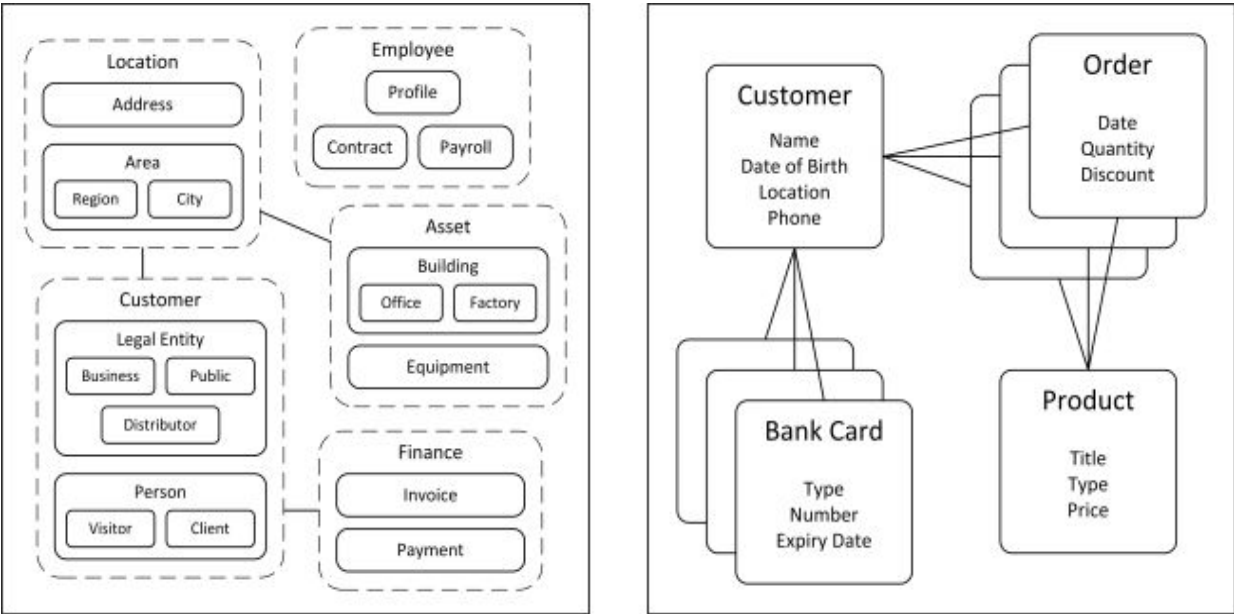 Location
Address
Area
Region
City
Employee
Profile
Contract
Payroll
Asset
Building
Office
Factory
Equipment
Customer
Legal Entity
Business
Public
Distributor
Person
Visitor
Client
Finance
Invoice
Payment
Customer
Name
Date of Birth
Location
Phone
Order
Date
Quantity
Discount
Bank Card
Type
Number
Expiry Date
Product
Title
Type
Price